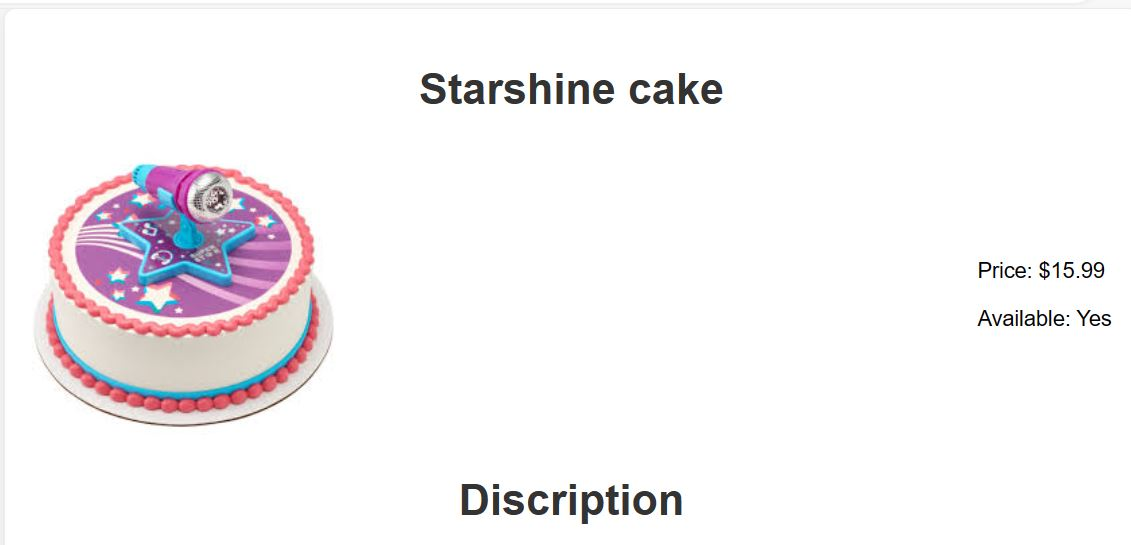 Starshine cake
Price: $15.99
Available: Yes
Discription